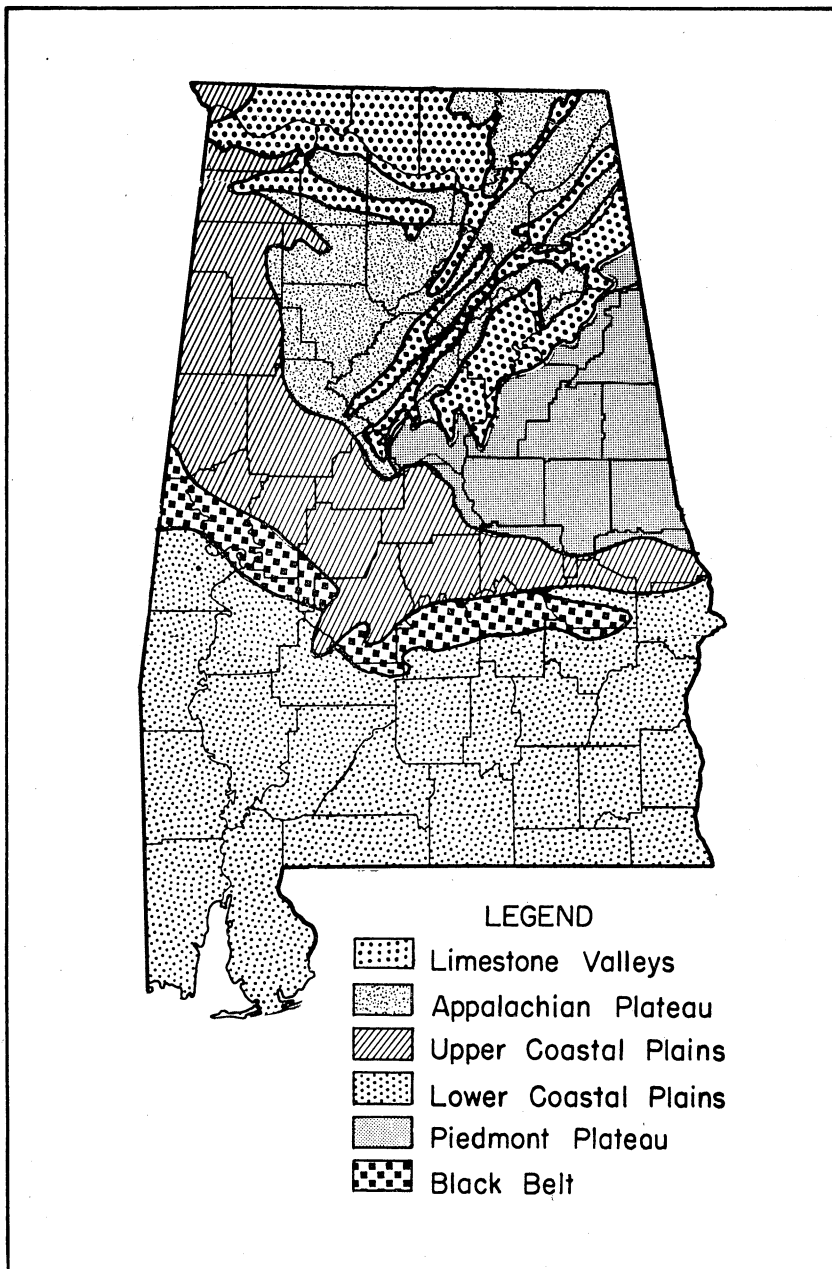 LEGEND
Limestone Valleys
Appalachian Plateau
Upper Coastal Plains
Lower Coastal Plains
Piedmont Plateau
Black Belt